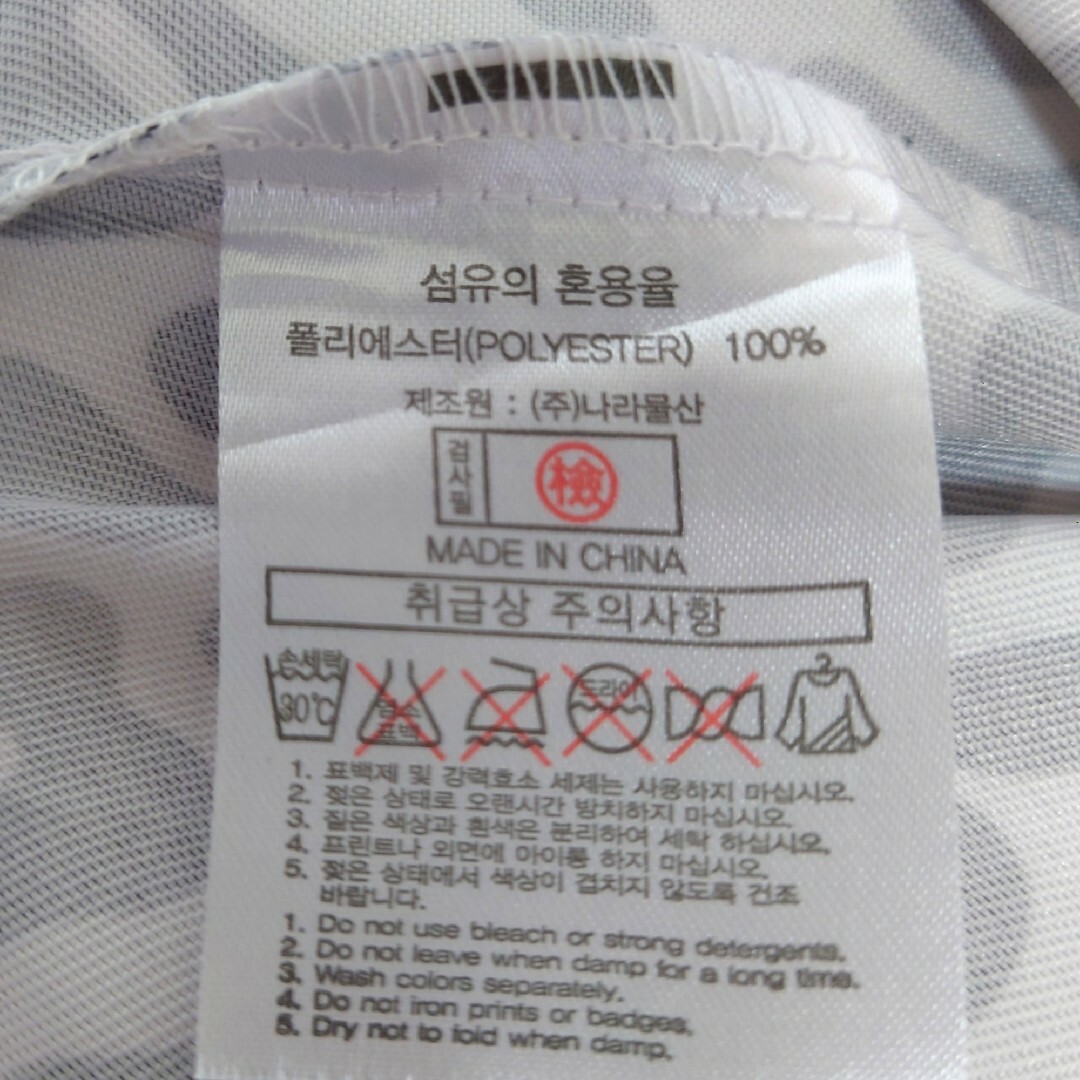 섬유의 혼용율
폴리에스터(POLYESTER) 100%
제조원 : (주)나라물산
검사필 檢
MADE IN CHINA
취급상 주의사항
손세탁 30℃ 염소 표백 드라이
1. 표백제 및 강력효소 세제는 사용하지 마십시오.
2. 젖은 상태로 오랜시간 방치하지 마십시오.
3. 짙은 색상과 흰색은 분리하여 세탁 하십시오.
4. 프린트나 외면에 아이롱 하지 마십시오.
5. 젖은 상태에서 색상이 겹치지 않도록 건조
바랍니다.
1. Do not use bleach or strong detergents.
2. Do not leave when damp for a long time.
3. Wash colors separately.
4. Do not iron prints or badges.
5. Dry not to fold when damp.